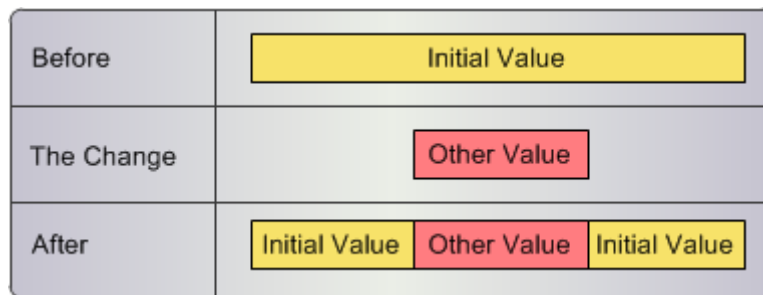 Before Initial Value
The Change Other Value
After Initial Value Other Value Initial Value